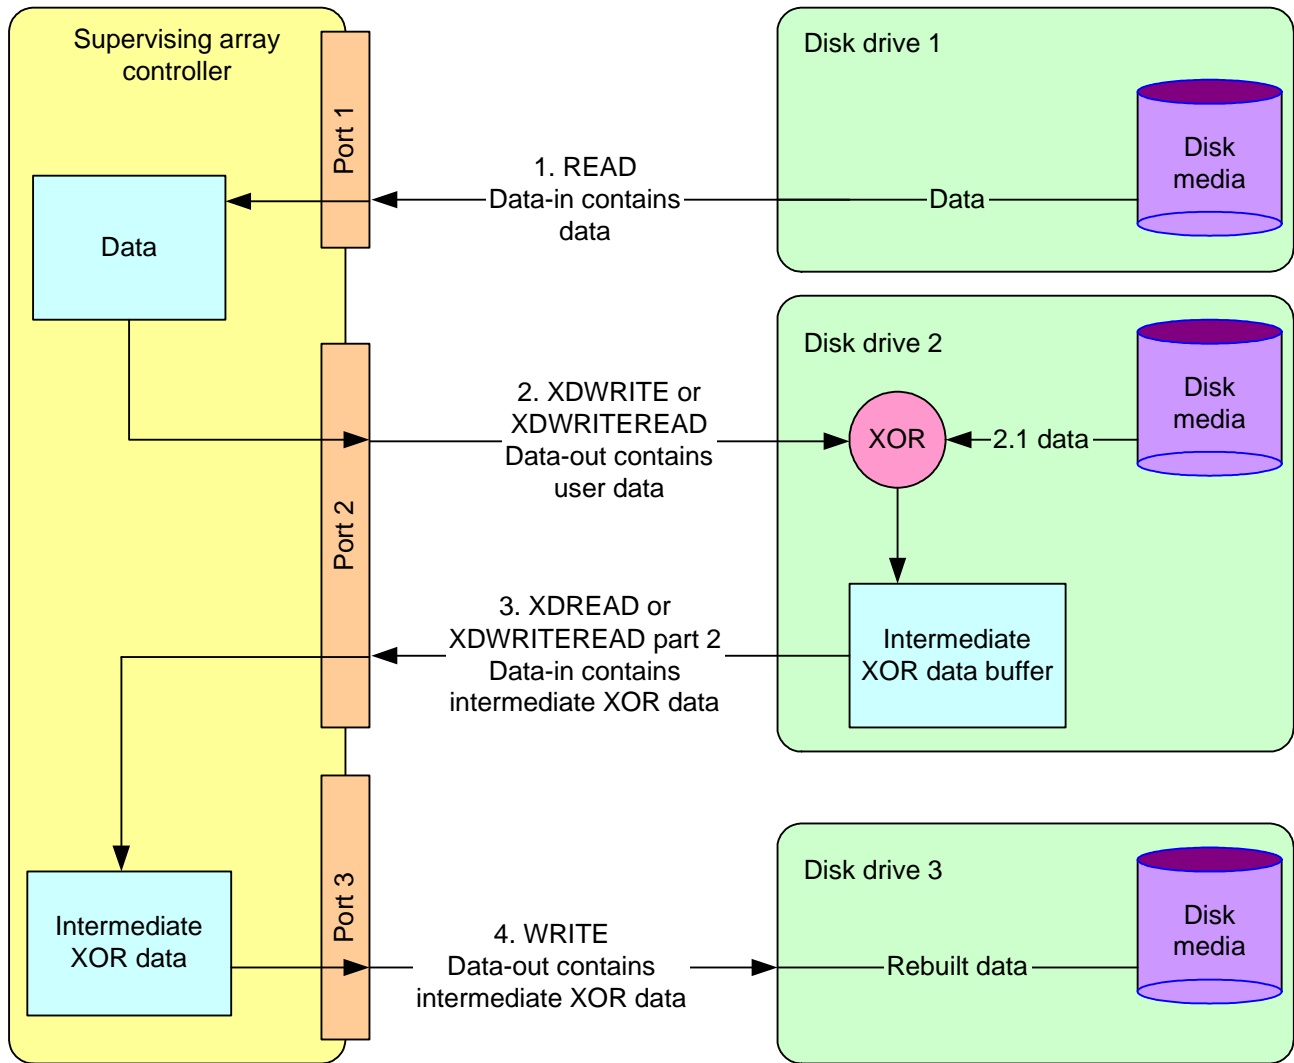 Supervising array
controller
Port 1
Data
1. READ
Data-in contains
data
Disk drive 1
Data
Disk
media
Port 2
2. XDWRITE or
XDWRITEREAD
Data-out contains
user data
Disk drive 2
XOR
2.1 data
Disk
media
3. XDREAD or
XDWRITEREAD part 2
Data-in contains
intermediate XOR data
Intermediate
XOR data buffer
Intermediate
XOR data
Port 3
4. WRITE
Data-out contains
intermediate XOR data
Disk drive 3
Rebuilt data
Disk
media